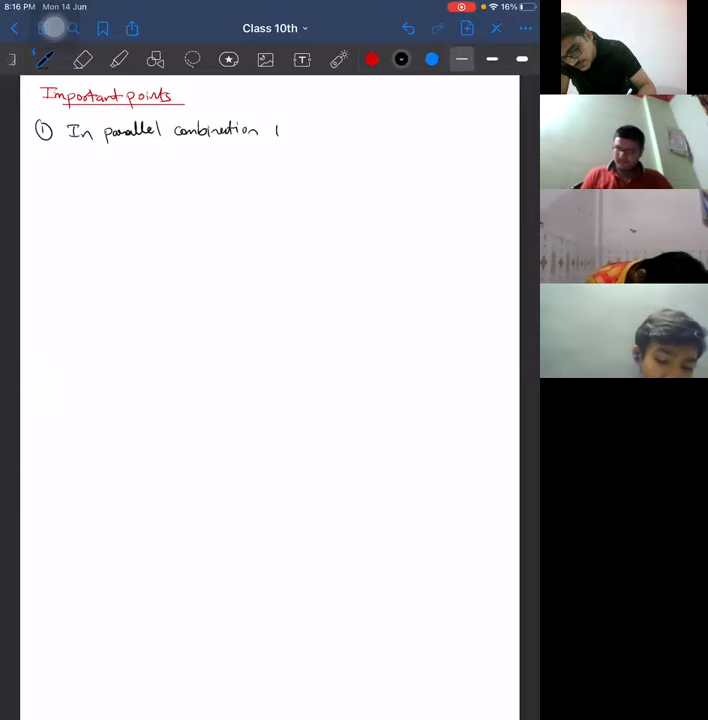 8:16 PM Mon 14 Jun
16%
Class 10th
T
Important points
① In parallel combination